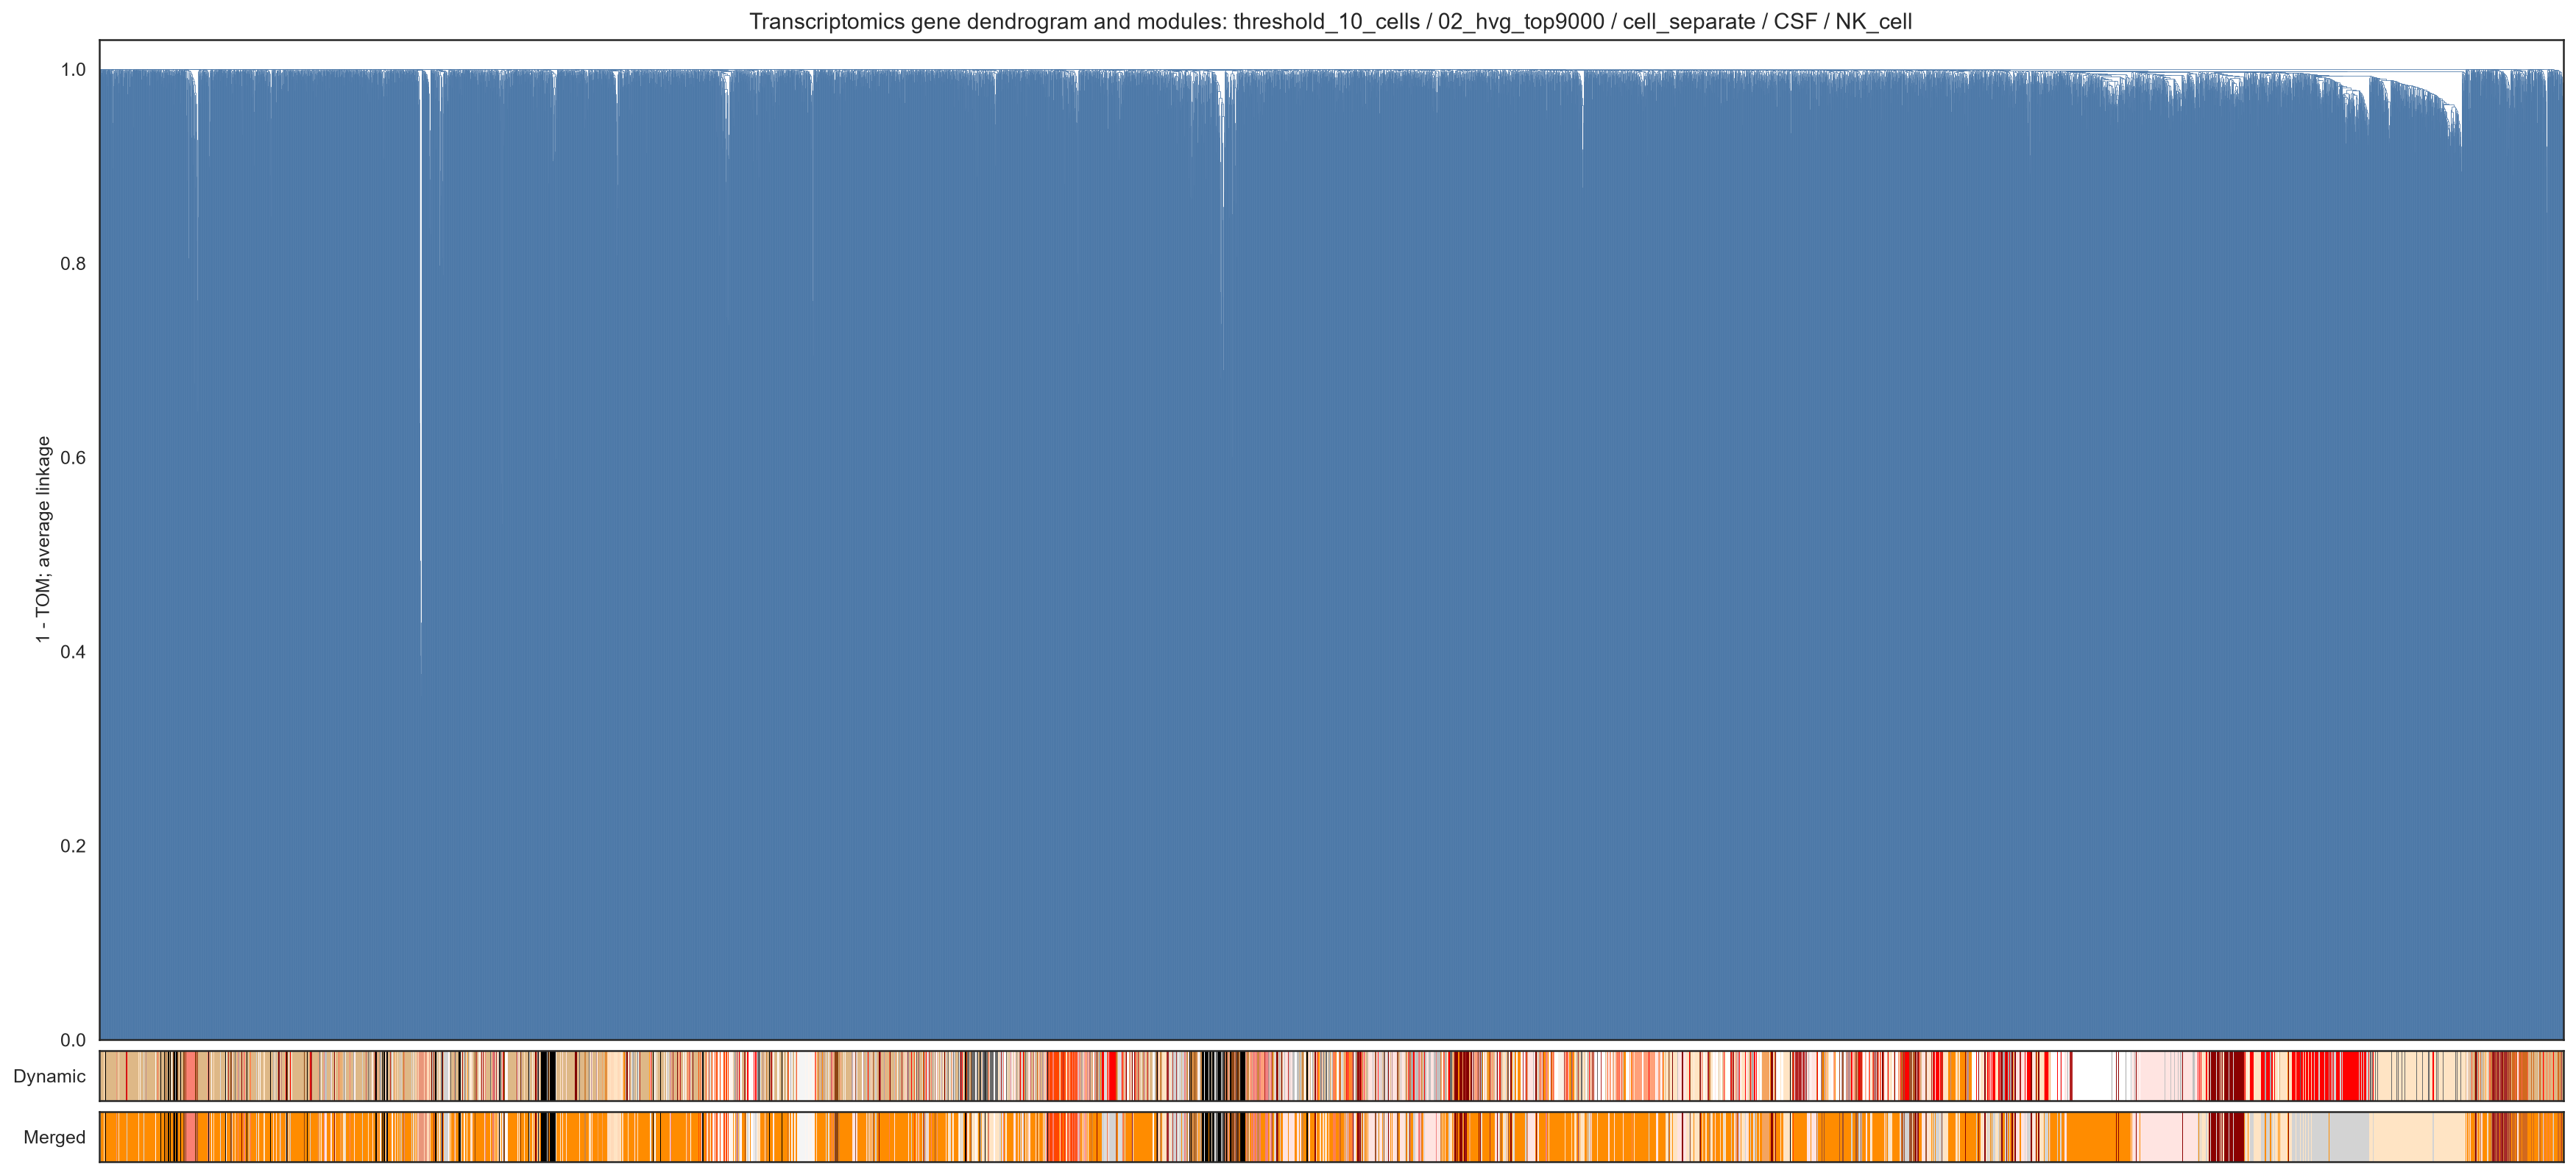 Transcriptomics gene dendrogram and modules: threshold_10_cells / 02_hvg_top9000 / cell_separate / CSF / NK_cell
1.0
0.8
0.6
0.4
0.2
0.0
1 - TOM; average linkage
Dynamic
Merged